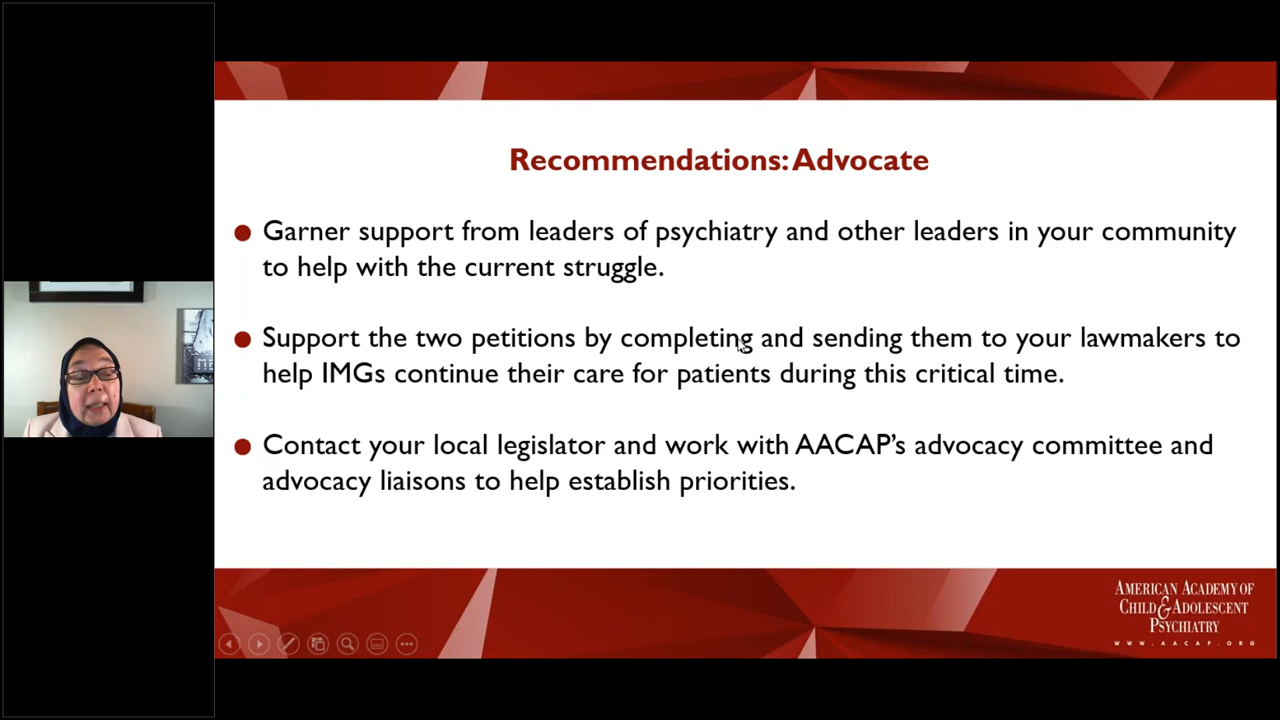 Recommendations: Advocate
Garner support from leaders of psychiatry and other leaders in your community
to help with the current struggle.
Support the two petitions by completing and sending them to your lawmakers to
help IMGs continue their care for patients during this critical time.
Contact your local legislator and work with AACAP’s advocacy committee and
advocacy liaisons to help establish priorities.
AMERICAN ACADEMY OF
CHILD & ADOLESCENT
PSYCHIATRY
WWW.AACAP.ORG